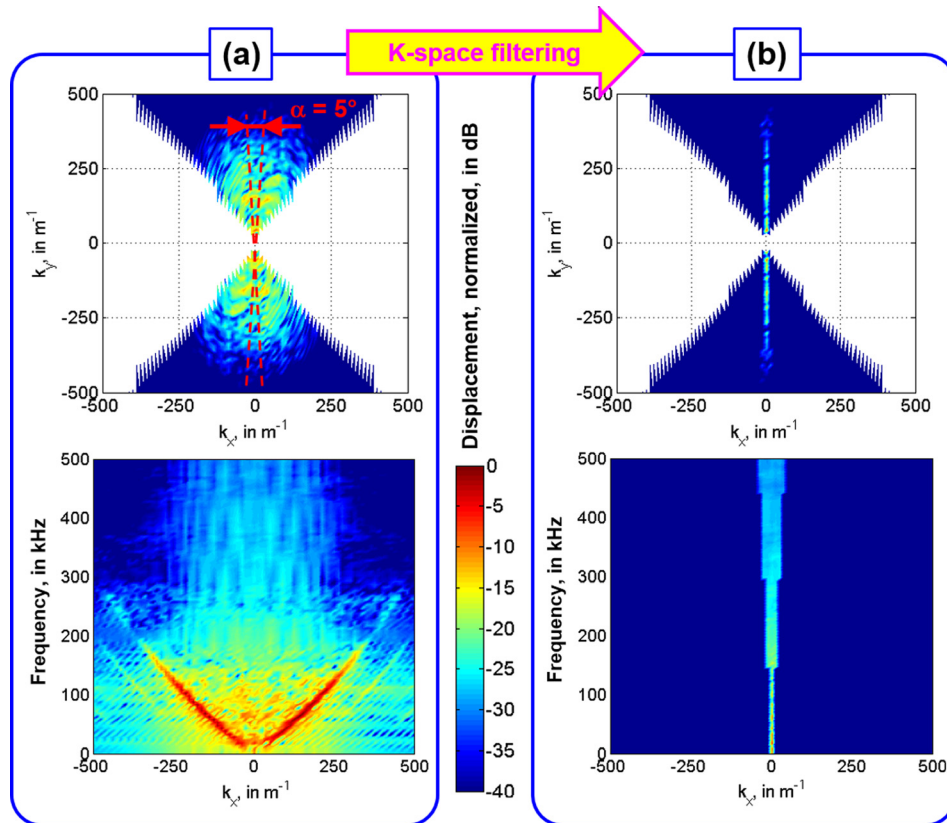 (a)
K-space filtering
(b)
500
250
0
-250
-500
k_y, in m⁻¹
α = 5°
-500 -250 0 250 500
k_x, in m⁻¹
500
250
0
-250
-500
k_y, in m⁻¹
-500 -250 0 250 500
k_x, in m⁻¹
Displacement, normalized, in dB
0
-5
-10
-15
-20
-25
-30
-35
-40
500
400
300
200
100
0
Frequency, in kHz
-500 -250 0 250 500
k_x, in m⁻¹
500
400
300
200
100
0
Frequency, in kHz
-500 -250 0 250 500
k_x, in m⁻¹